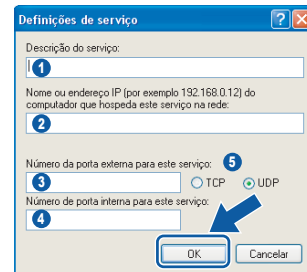 Definições de serviço
Descrição do serviço:
1
Nome ou endereço IP (por exemplo 192.168.0.12) do
computador que hospeda este serviço na rede:
2
Número da porta externa para este serviço: 5
3 TCP UDP
Número de porta interna para este serviço:
4
OK Cancelar